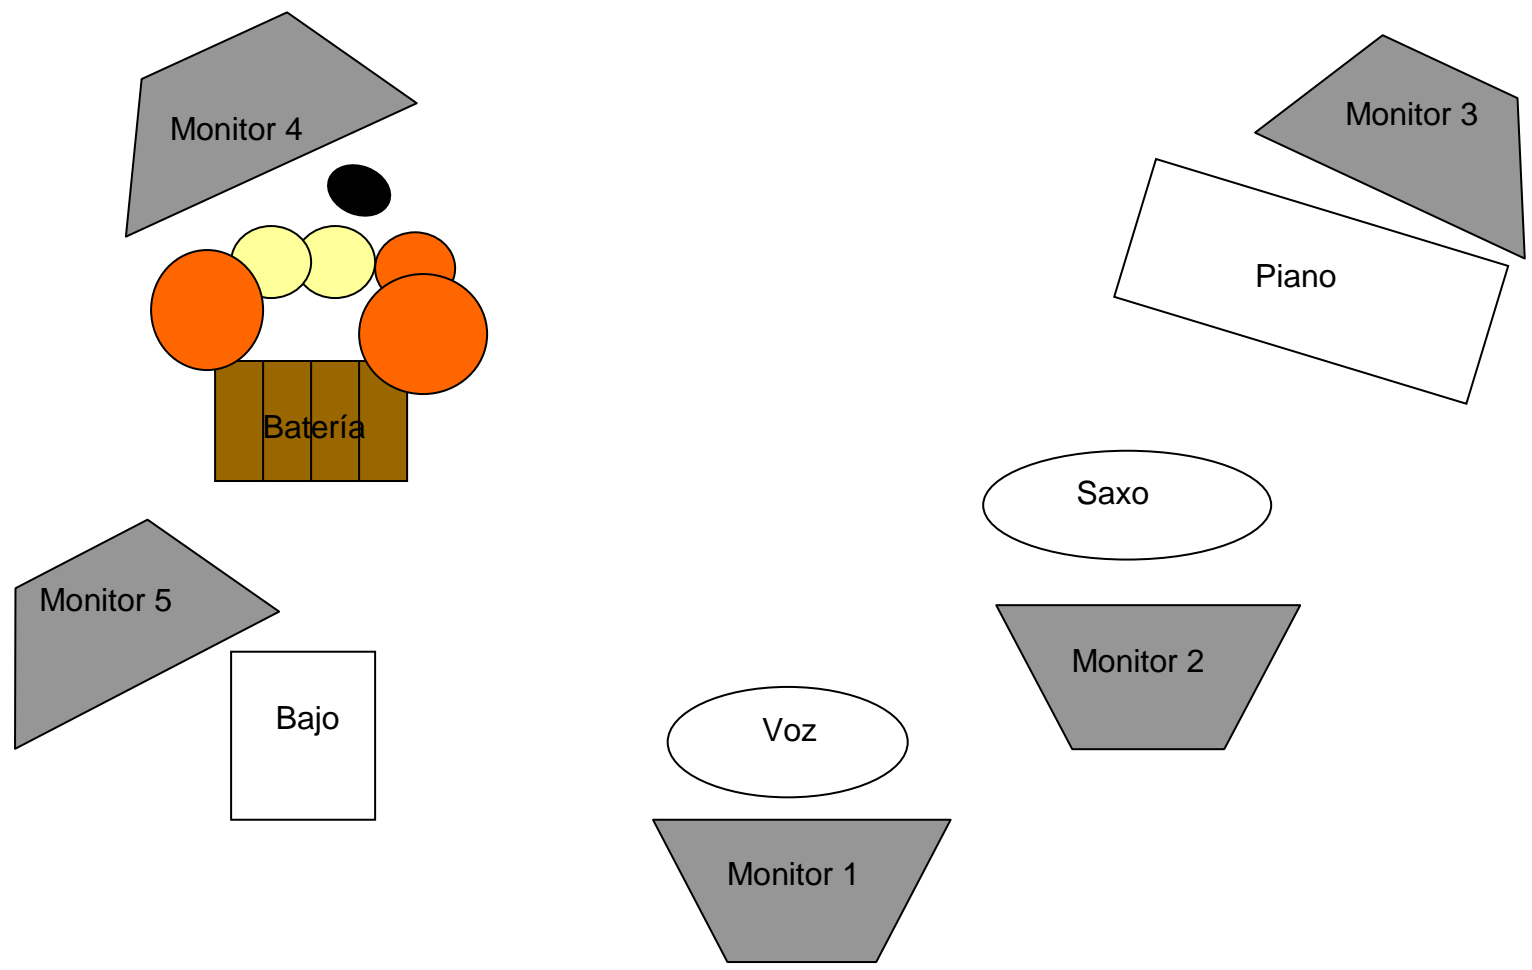 Monitor 4
Monitor 3
Piano
Batería
Saxo
Monitor 5
Monitor 2
Bajo
Voz
Monitor 1